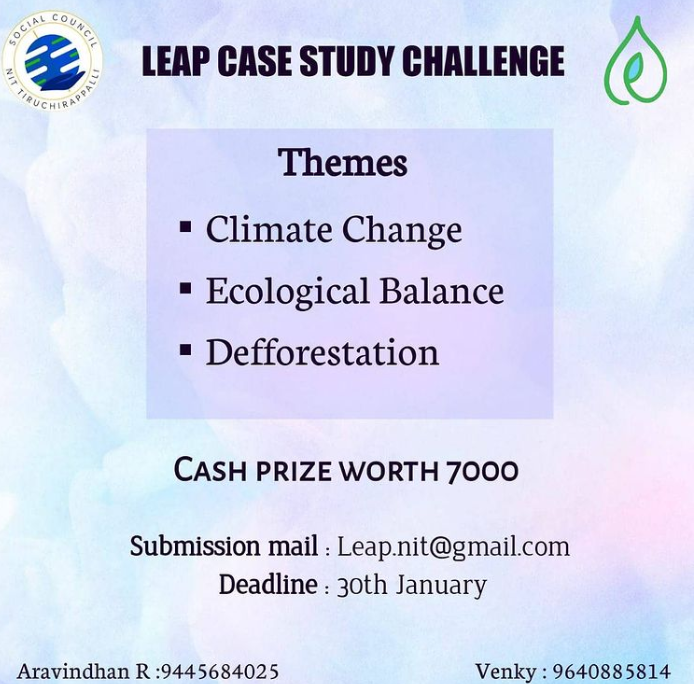 SOCIAL COUNCIL
NIT TIRUCHIRAPPALLI
LEAP CASE STUDY CHALLENGE
Themes
▪ Climate Change
▪ Ecological Balance
▪ Defforestation
CASH PRIZE WORTH 7000
Submission mail : Leap.nit@gmail.com
Deadline : 30th January
Aravindhan R :9445684025
Venky : 9640885814